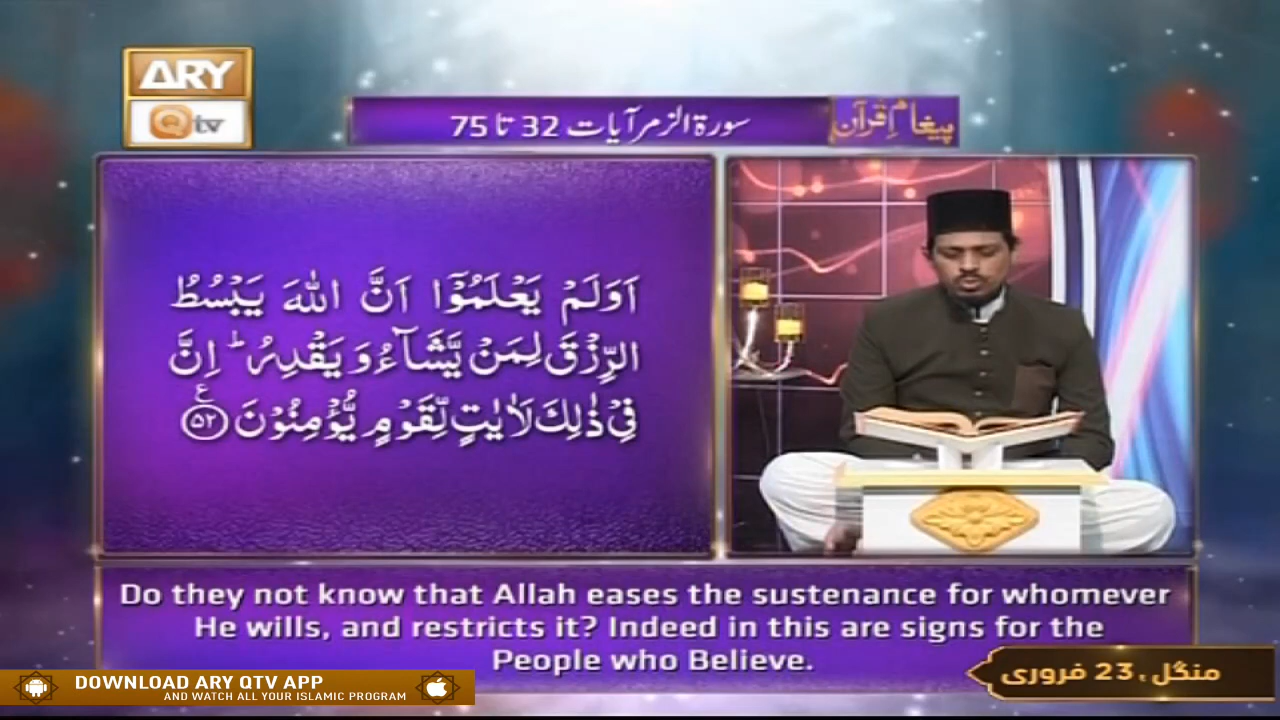 ARY
Qtv
پیغامِ قرآن
سورۃ الزمر آیات 32 تا 75
اَوَلَمْ يَعْلَمُوْۤا اَنَّ اللهَ يَبْسُطُ
الرِّزْقَ لِمَنْ يَّشَآءُ وَ يَقْدِرُ ؕ اِنَّ
فِيْ ذٰلِكَ لَاٰيٰتٍ لِّقَوْمٍ يُّؤْمِنُوْنَ ﴿۵۲﴾ ع
Do they not know that Allah eases the sustenance for whomever
He wills, and restricts it? Indeed in this are signs for the
People who Believe.
DOWNLOAD ARY QTV APP
AND WATCH ALL YOUR ISLAMIC PROGRAM
منگل، 23 فروری